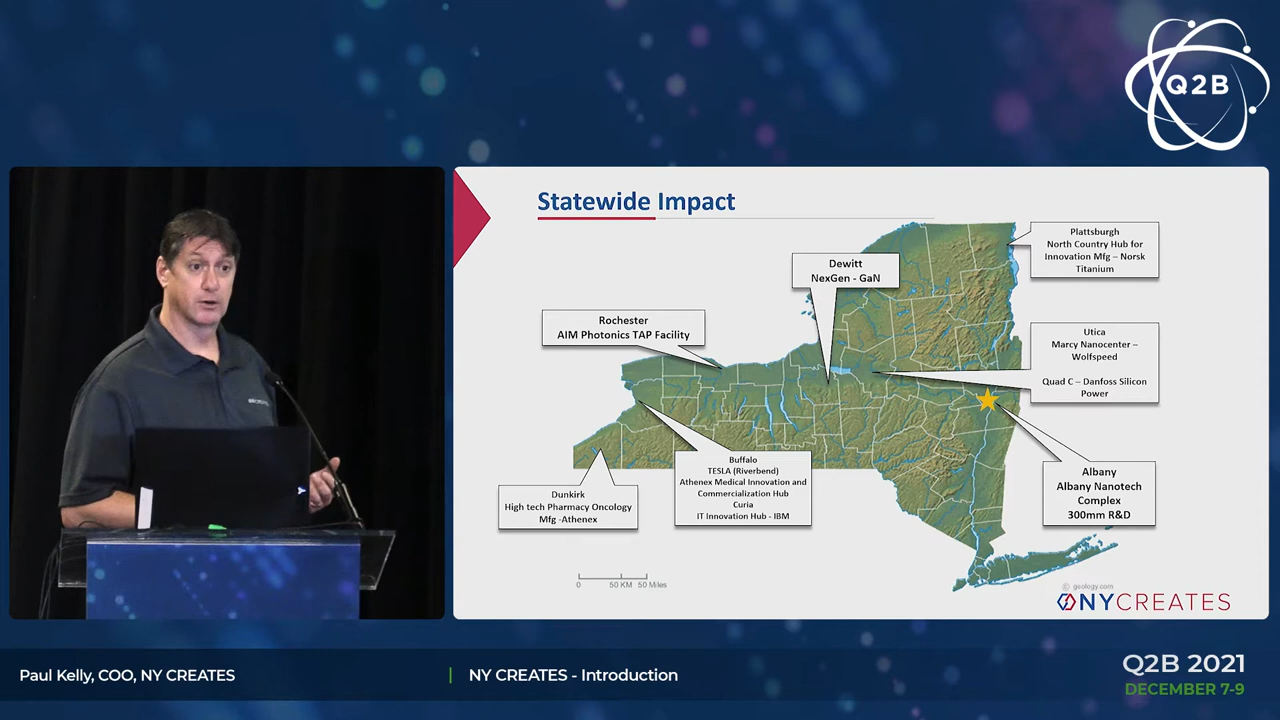 Q2B
Statewide Impact
Plattsburgh
North Country Hub for
Innovation Mfg – Norsk
Titanium
Dewitt
NexGen - GaN
Rochester
AIM Photonics TAP Facility
Utica
Marcy Nanocenter –
Wolfspeed
Quad C – Danfoss Silicon
Power
Buffalo
TESLA (Riverbend)
Athenex Medical Innovation and
Commercialization Hub
Curia
IT Innovation Hub - IBM
Dunkirk
High tech Pharmacy Oncology
Mfg -Athenex
Albany
Albany Nanotech
Complex
300mm R&D
0 50 KM 50 Miles
© geology.com
NYCREATES
Paul Kelly, COO, NY CREATES
NY CREATES - Introduction
Q2B 2021
DECEMBER 7-9